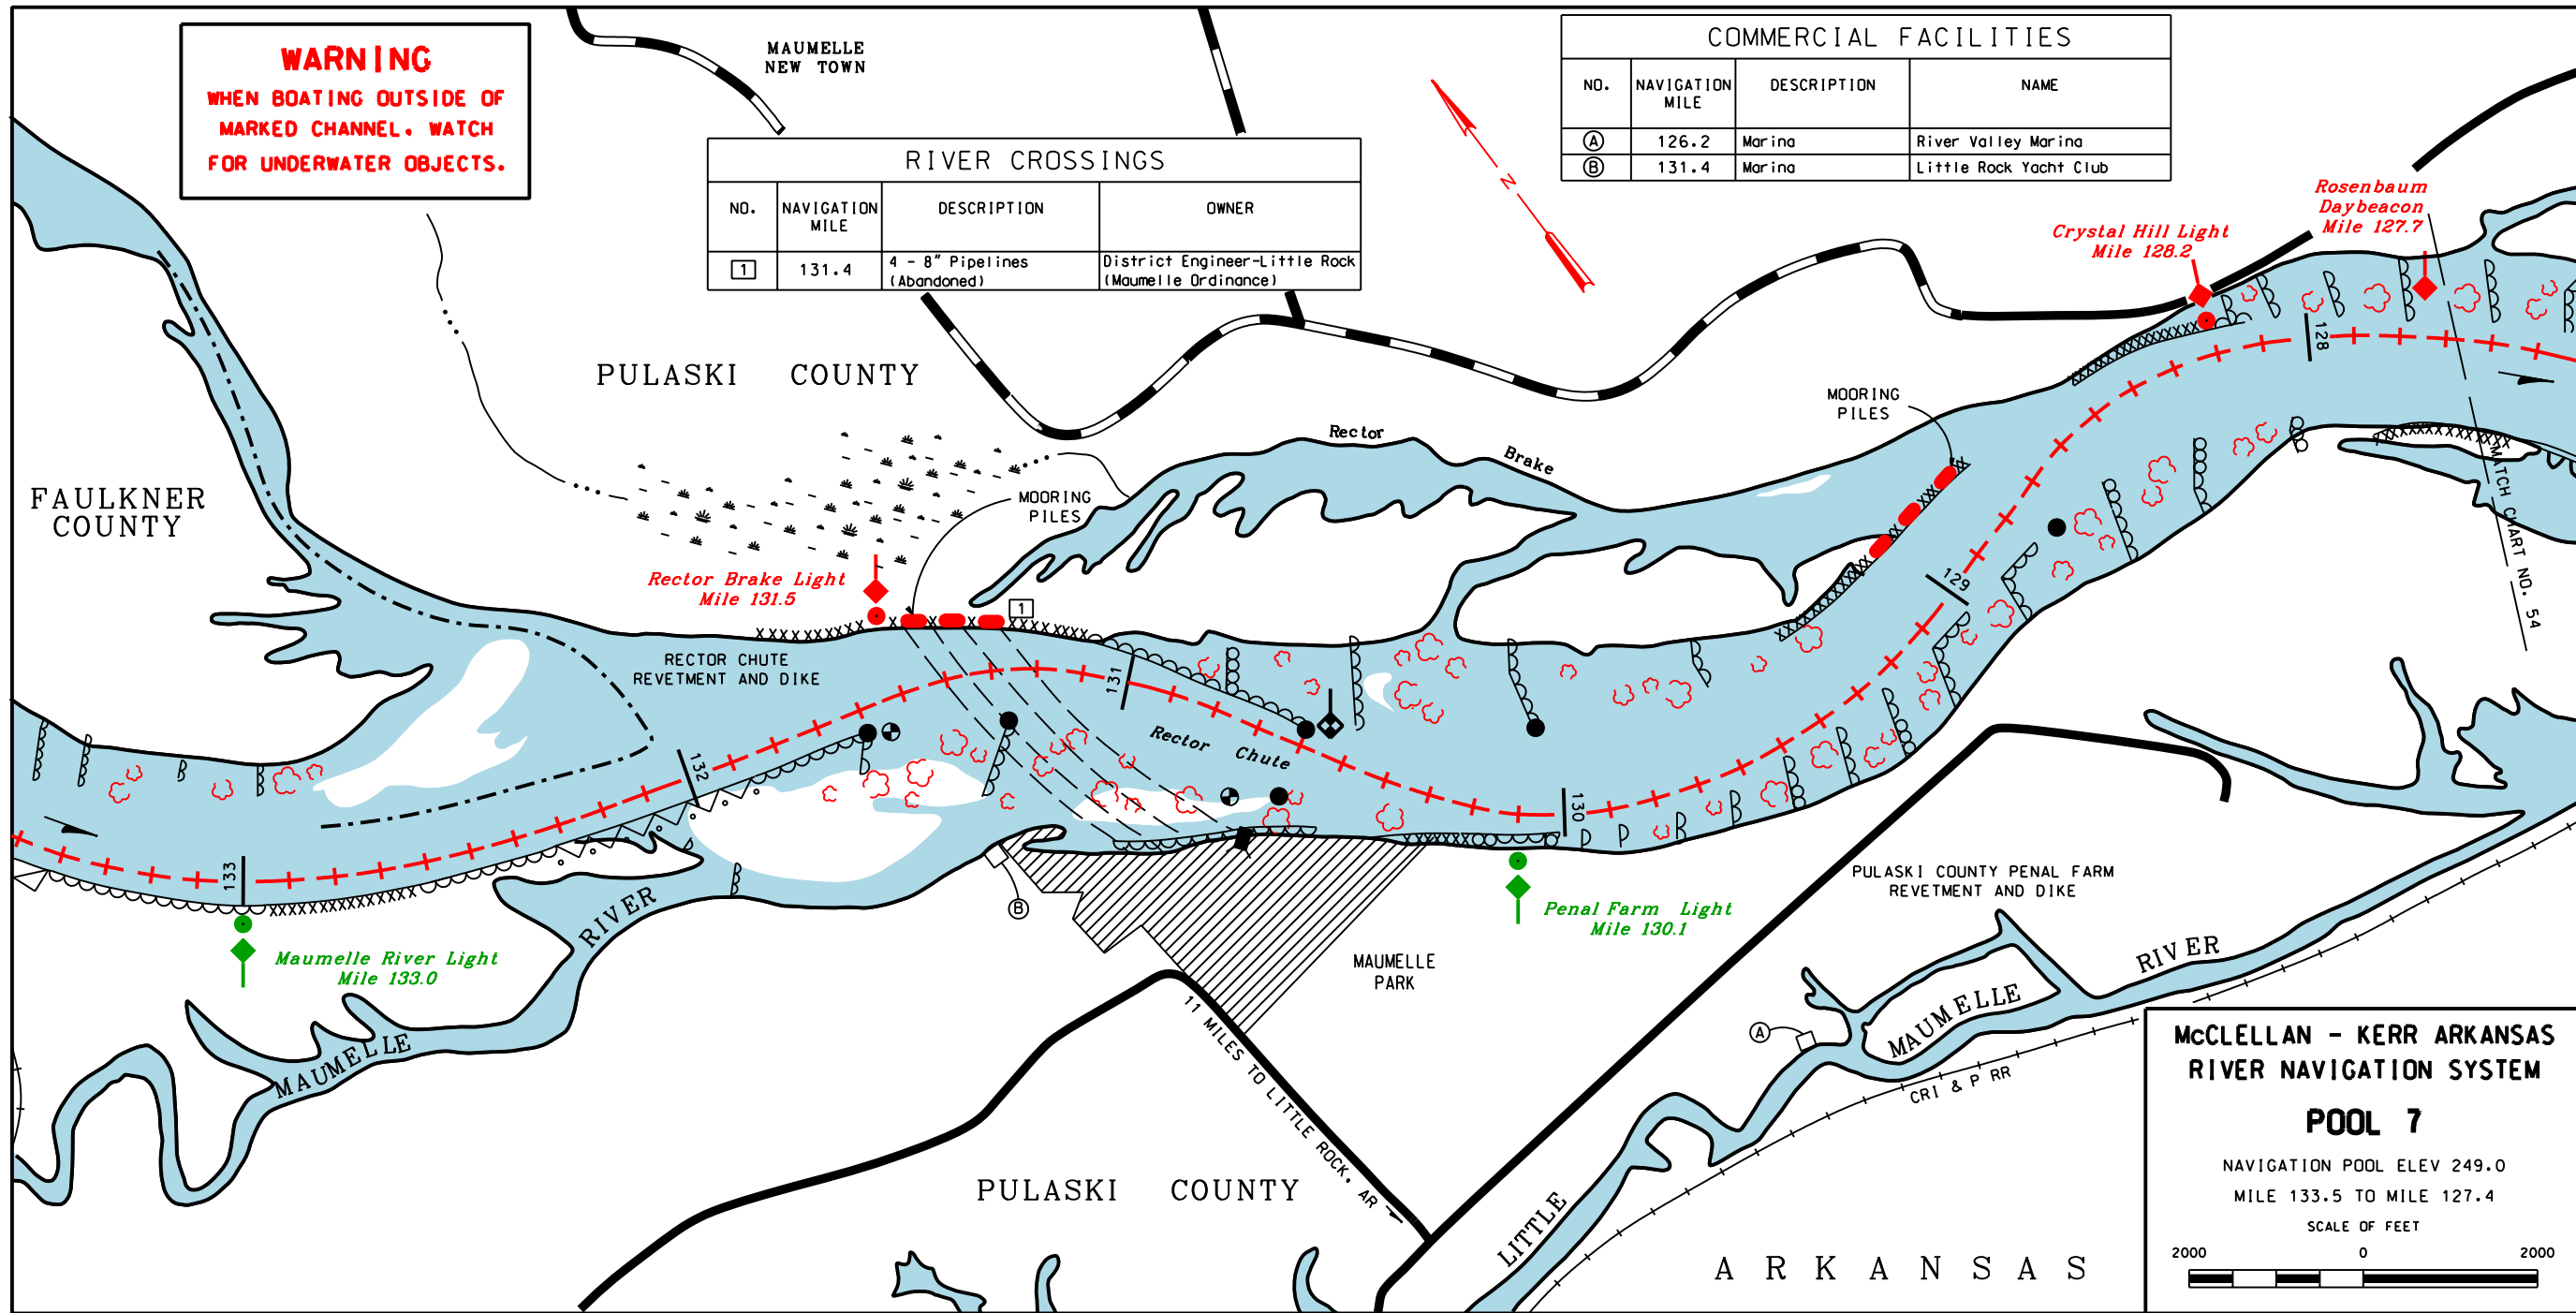 WARNING
WHEN BOATING OUTSIDE OF
MARKED CHANNEL. WATCH
FOR UNDERWATER OBJECTS.
MAUMELLE
NEW TOWN
COMMERCIAL FACILITIES
NO. NAVIGATION MILE DESCRIPTION NAME
A 126.2 Marina River Valley Marina
B 131.4 Marina Little Rock Yacht Club
RIVER CROSSINGS
NO. NAVIGATION MILE DESCRIPTION OWNER
1 131.4 4 - 8" Pipelines (Abandoned) District Engineer-Little Rock (Maumelle Ordinance)
N
Rosenbaum
Daybeacon
Mile 127.7
Crystal Hill Light
Mile 128.2
128
PULASKI COUNTY
MOORING
PILES
Rector
Brake
FAULKNER
COUNTY
MOORING
PILES
MATCH CHART NO. 54
Rector Brake Light
Mile 131.5
1
129
RECTOR CHUTE
REVETMENT AND DIKE
131
Rector Chute
132
130
133
PULASKI COUNTY PENAL FARM
REVETMENT AND DIKE
B
Penal Farm Light
Mile 130.1
Maumelle River Light
Mile 133.0
MAUMELLE RIVER
MAUMELLE
PARK
11 MILES TO LITTLE ROCK, AR
A
LITTLE MAUMELLE RIVER
CRI & P RR
PULASKI COUNTY
ARKANSAS
McCLELLAN - KERR ARKANSAS
RIVER NAVIGATION SYSTEM
POOL 7
NAVIGATION POOL ELEV 249.0
MILE 133.5 TO MILE 127.4
SCALE OF FEET
2000 0 2000